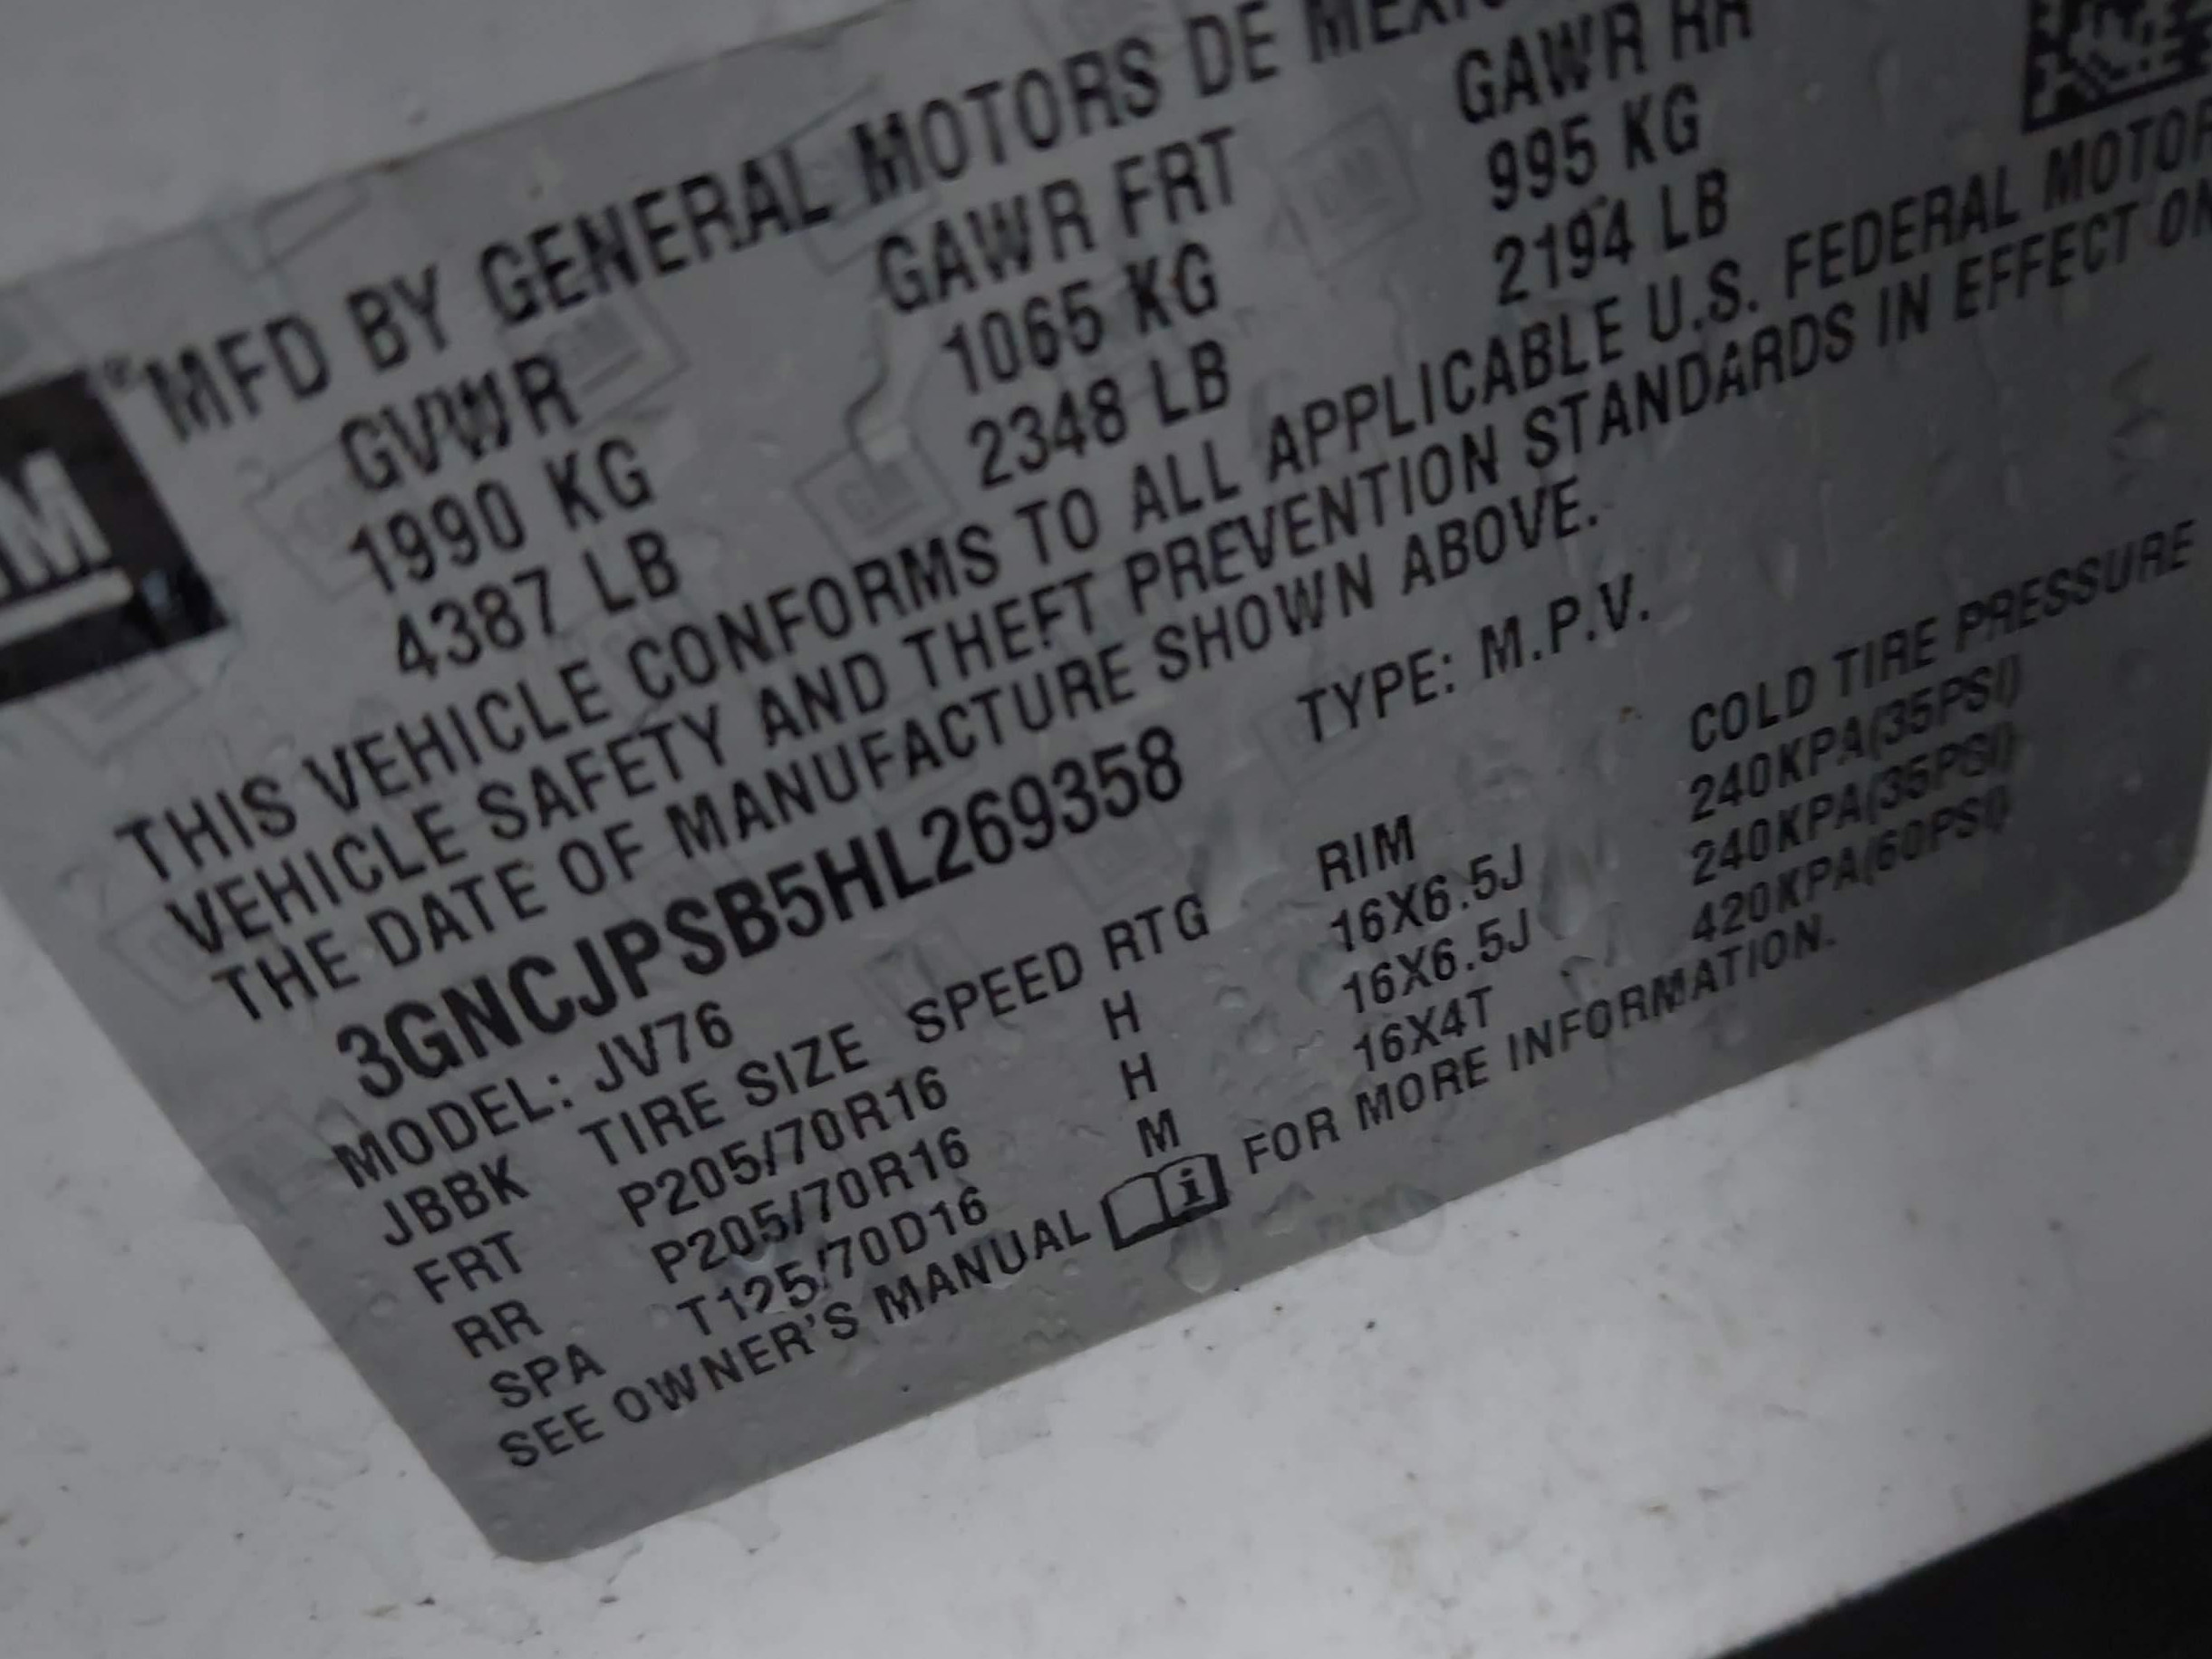 GM
MFD BY GENERAL MOTORS DE
GVWR GAWR FRT GAWR RR
1990 KG 1065 KG 995 KG
4387 LB 2348 LB 2194 LB
THIS VEHICLE CONFORMS TO ALL APPLICABLE U.S. FEDERAL MOTOR
VEHICLE SAFETY AND THEFT PREVENTION STANDARDS IN EFFECT ON
THE DATE OF MANUFACTURE SHOWN ABOVE.
3GNCJPSB5HL269358 TYPE: M.P.V.
MODEL: JV76
JBBK TIRE SIZE SPEED RTG RIM COLD TIRE PRESSURE
FRT P205/70R16 H 16X6.5J 240KPA(35PSI)
RR P205/70R16 H 16X6.5J 240KPA(35PSI)
SPA T125/70D16 M 16X4T 420KPA(60PSI)
SEE OWNER'S MANUAL FOR MORE INFORMATION.